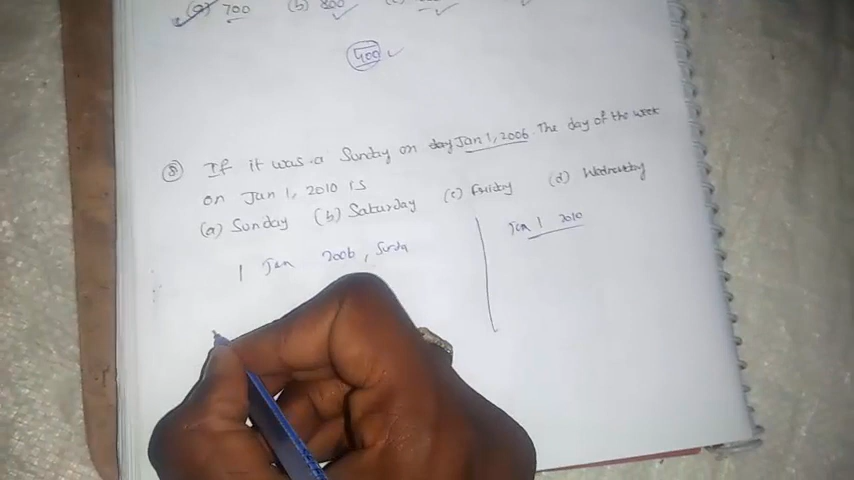 (a) 700 (b) 800
400
(8) If it was a Sunday on day Jan 1, 2006. The day of the week
on Jan 1, 2010 is
(a) Sunday (b) Saturday (c) Friday (d) Wednesday
1 Jan 2006, Sunda
Jan 1 2010